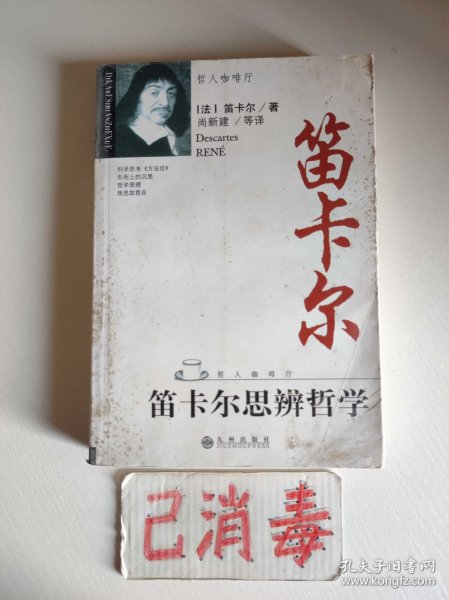 DIKAERSIBIANZHEXUE
哲人咖啡厅
[法] 笛卡尔/著
尚新建/等译
Descartes
RENÉ
科学思考《方法论》
形而上的沉思
哲学原理
我思故我在
笛卡尔
哲人咖啡厅
笛卡尔思辨哲学
九州出版社
JIUZHOUPRESS
己消毒
孔夫子旧书网
www.kongfz.com